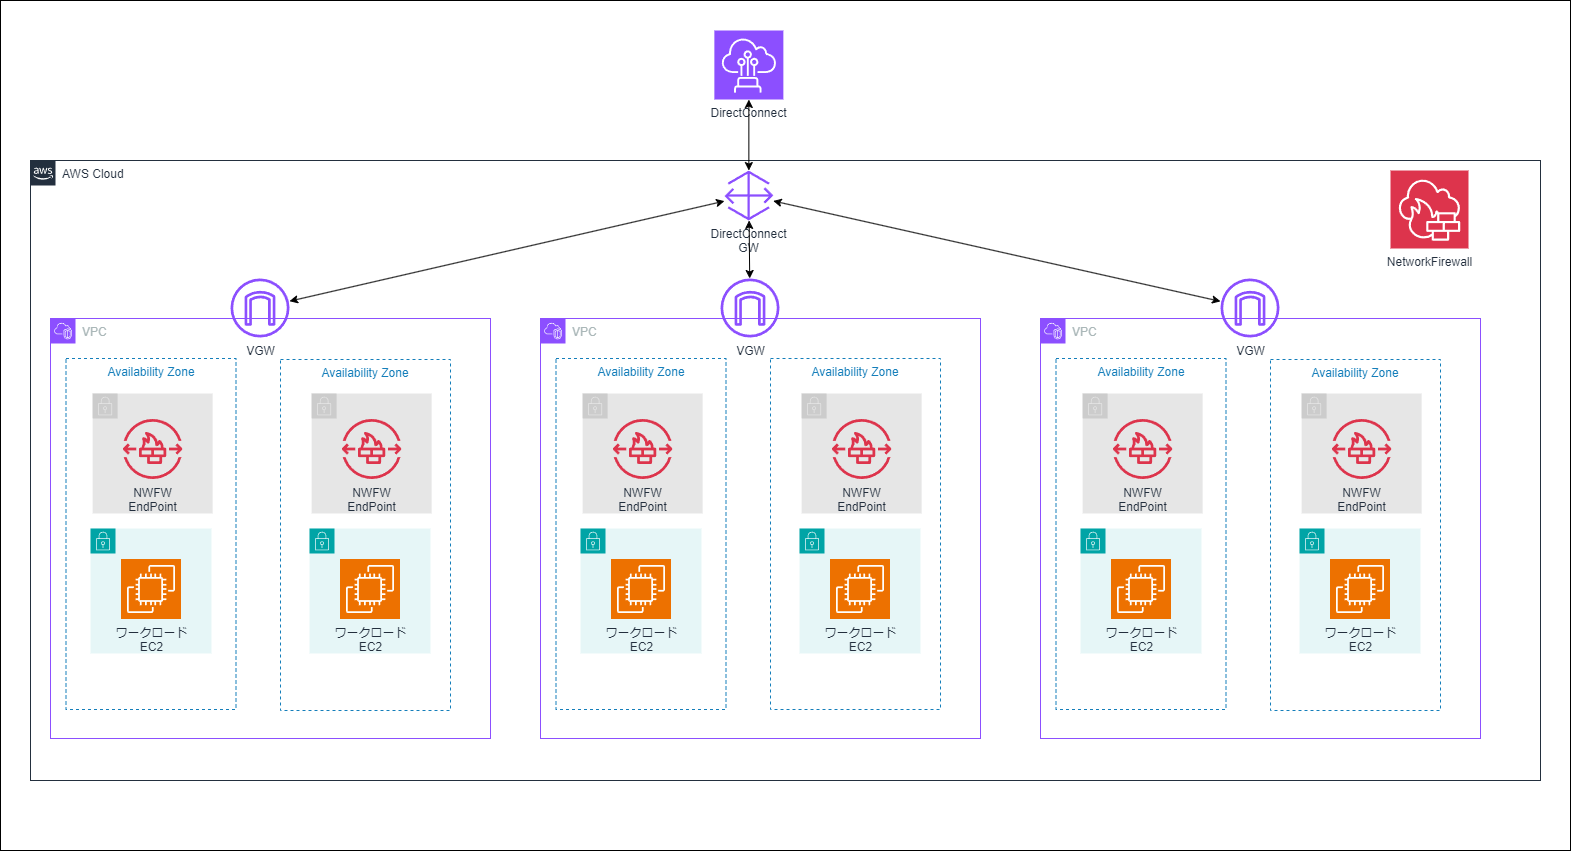 DirectConnect
aws
AWS Cloud
DirectConnect
GW
NetworkFirewall
VPC
VGW
Availability Zone
NWFW
EndPoint
ワークロード
EC2
Availability Zone
NWFW
EndPoint
ワークロード
EC2
VPC
VGW
Availability Zone
NWFW
EndPoint
ワークロード
EC2
Availability Zone
NWFW
EndPoint
ワークロード
EC2
VPC
VGW
Availability Zone
NWFW
EndPoint
ワークロード
EC2
Availability Zone
NWFW
EndPoint
ワークロード
EC2